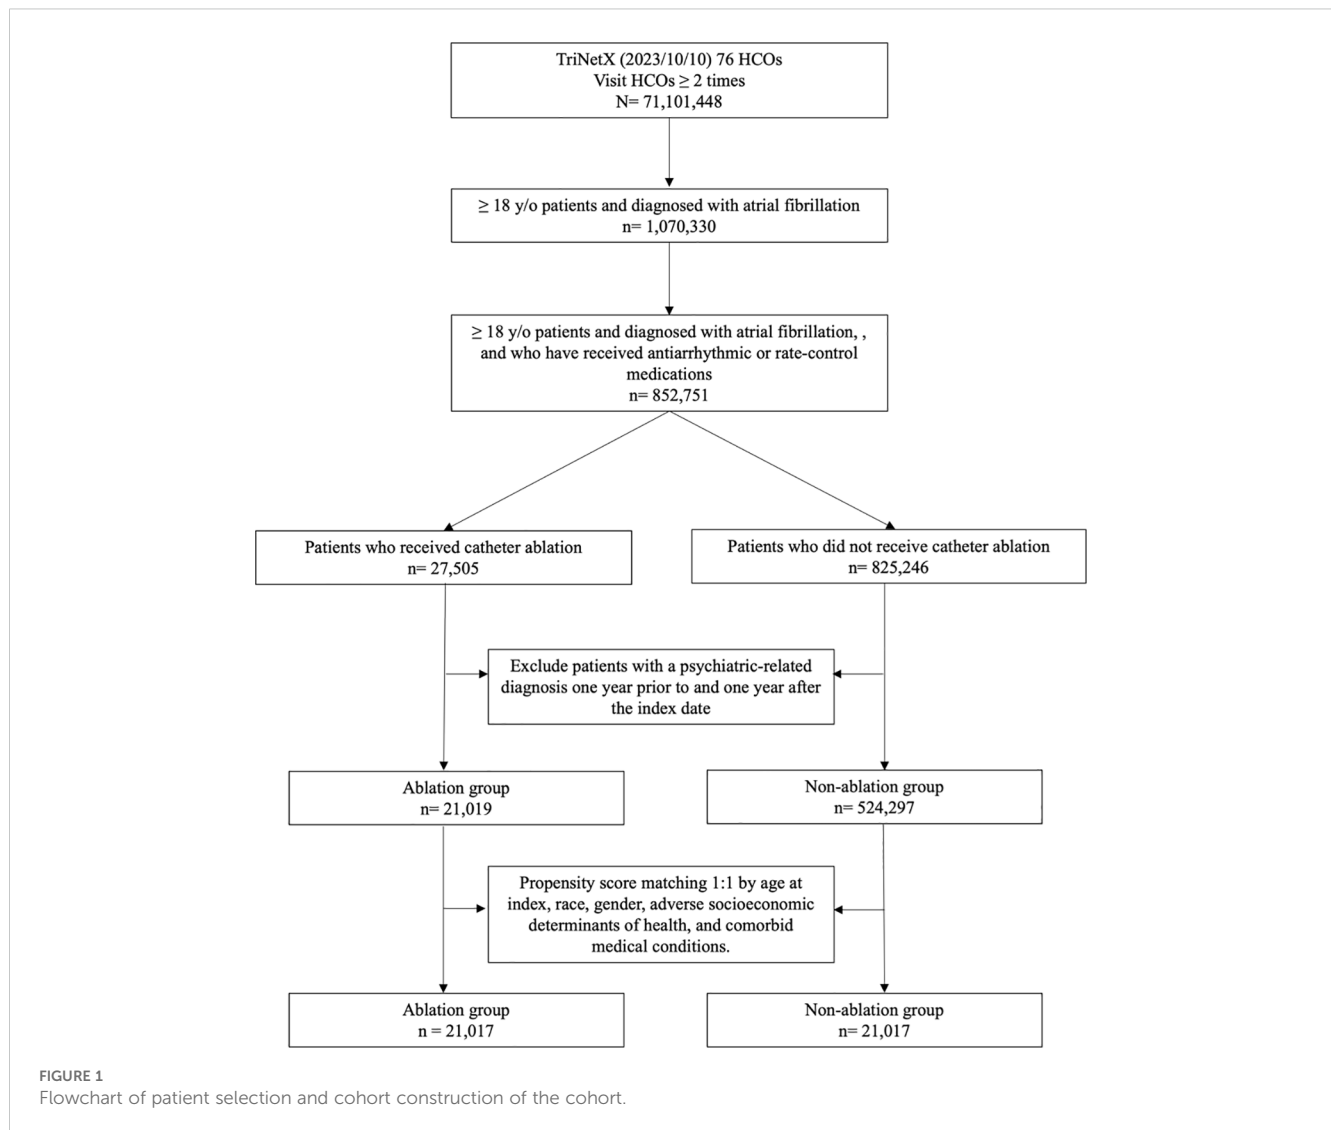 TriNetX (2023/10/10) 76 HCOs
Visit HCOs ≥ 2 times
N= 71,101,448
≥ 18 y/o patients and diagnosed with atrial fibrillation
n= 1,070,330
≥ 18 y/o patients and diagnosed with atrial fibrillation, ,
and who have received antiarrhythmic or rate-control
medications
n= 852,751
Patients who received catheter ablation
n= 27,505
Patients who did not receive catheter ablation
n= 825,246
Exclude patients with a psychiatric-related
diagnosis one year prior to and one year after
the index date
Ablation group
n= 21,019
Non-ablation group
n= 524,297
Propensity score matching 1:1 by age at
index, race, gender, adverse socioeconomic
determinants of health, and comorbid
medical conditions.
Ablation group
n = 21,017
Non-ablation group
n= 21,017
FIGURE 1
Flowchart of patient selection and cohort construction of the cohort.